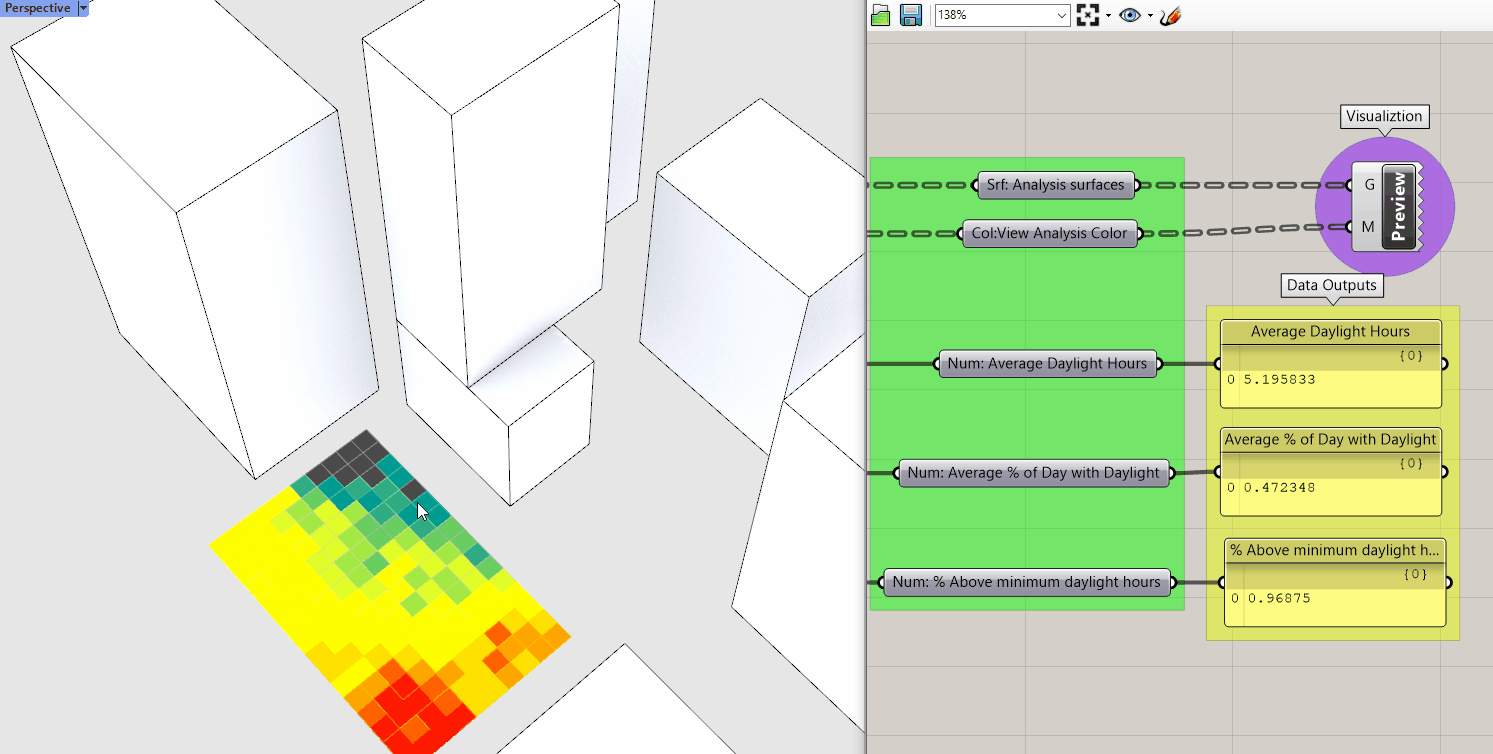 Perspective
138%
Visualiztion
Srf: Analysis surfaces
G
Preview
Col:View Analysis Color
M
Data Outputs
Average Daylight Hours
{0}
Num: Average Daylight Hours
0 5.195833
Average % of Day with Daylight
{0}
Num: Average % of Day with Daylight
0 0.472348
% Above minimum daylight h...
{0}
Num: % Above minimum daylight hours
0 0.96875